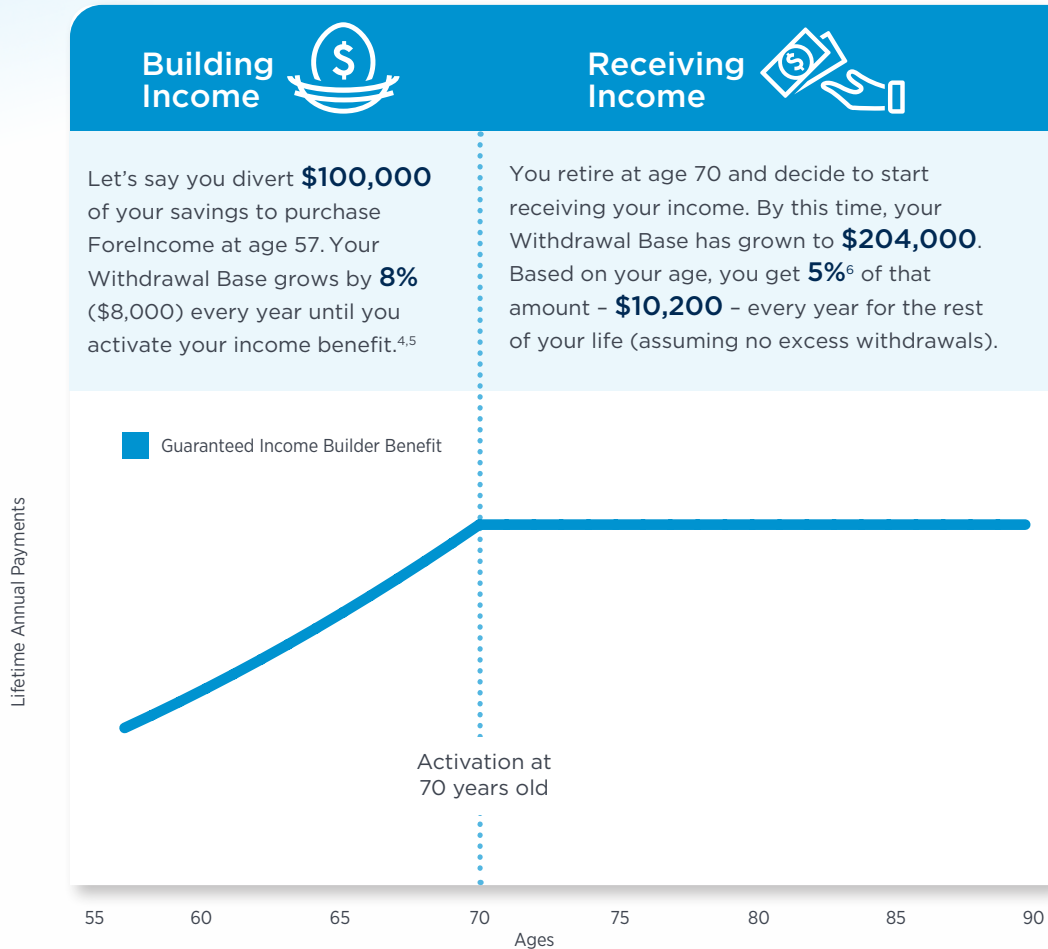 Building
Income
$
Receiving
Income
$
Let's say you divert $100,000
of your savings to purchase
ForeIncome at age 57. Your
Withdrawal Base grows by 8%
($8,000) every year until you
activate your income benefit.4,5
You retire at age 70 and decide to start
receiving your income. By this time, your
Withdrawal Base has grown to $204,000.
Based on your age, you get 5%6 of that
amount – $10,200 – every year for the rest
of your life (assuming no excess withdrawals).
Guaranteed Income Builder Benefit
Lifetime Annual Payments
Activation at
70 years old
55 60 65 70 75 80 85 90
Ages